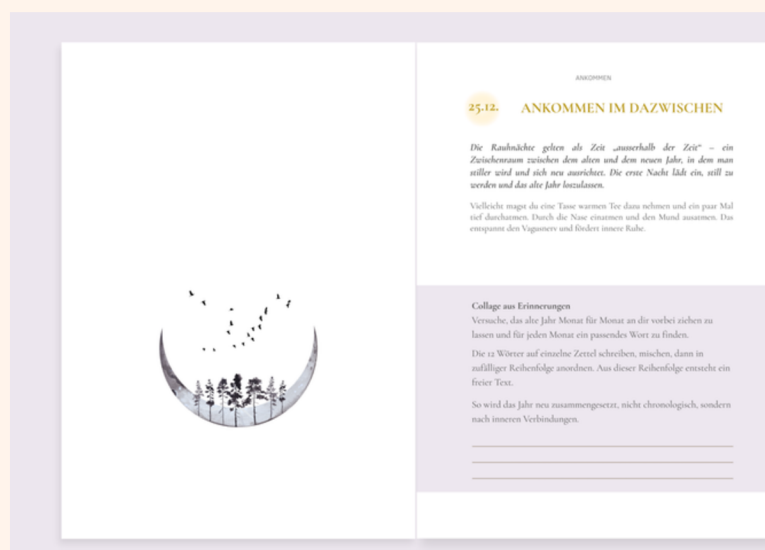 ANKOMMEN
25.12. ANKOMMEN IM DAZWISCHEN
Die Rauhnächte gelten als Zeit „ausserhalb der Zeit“ – ein
Zwischenraum zwischen dem alten und dem neuen Jahr, in dem man
stiller wird und sich neu ausrichtet. Die erste Nacht lädt ein, still zu
werden und das alte Jahr loszulassen.
Vielleicht magst du eine Tasse warmen Tee dazu nehmen und ein paar Mal
tief durchatmen. Durch die Nase einatmen und den Mund ausatmen. Das
entspannt den Vagusnerv und fördert innere Ruhe.
Collage aus Erinnerungen
Versuche, das alte Jahr Monat für Monat an dir vorbei ziehen zu
lassen und für jeden Monat ein passendes Wort zu finden.
Die 12 Wörter auf einzelne Zettel schreiben, mischen, dann in
zufälliger Reihenfolge anordnen. Aus dieser Reihenfolge entsteht ein
freier Text.
So wird das Jahr neu zusammengesetzt, nicht chronologisch, sondern
nach inneren Verbindungen.